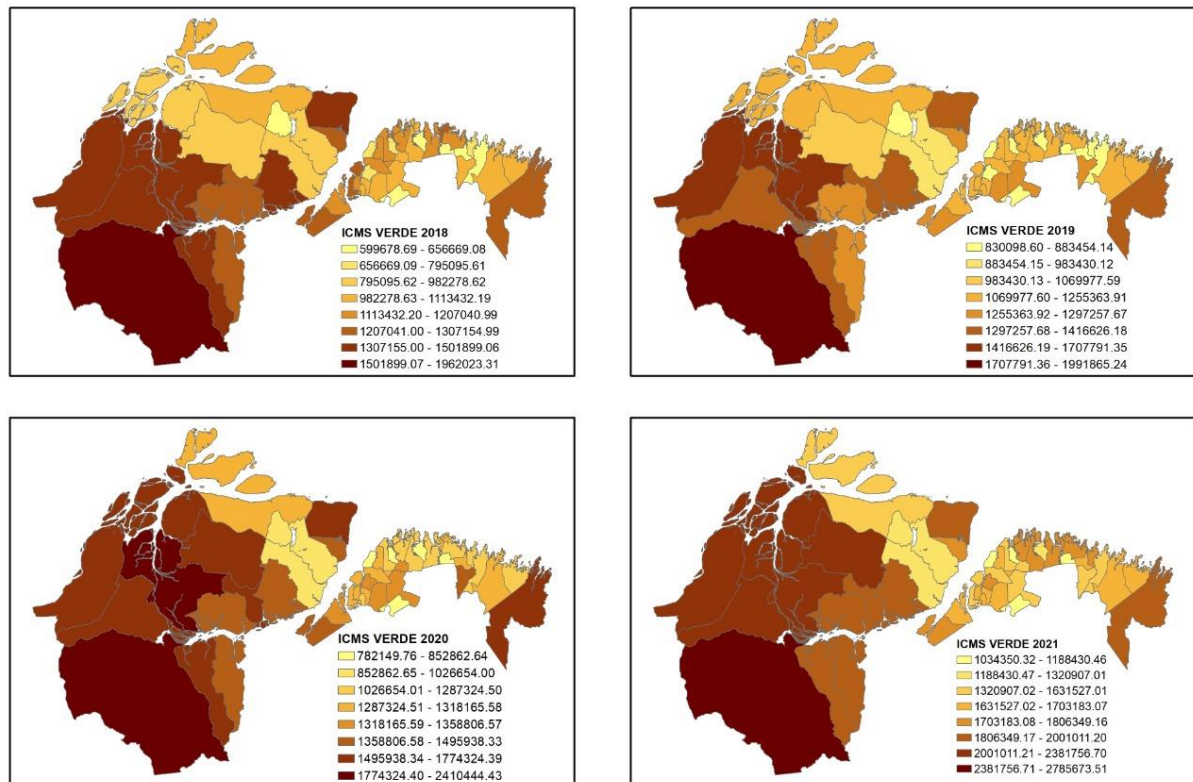 ICMS VERDE 2018
599678.69 - 656669.08
656669.09 - 795095.61
795095.62 - 982278.62
982278.63 - 1113432.19
1113432.20 - 1207040.99
1207041.00 - 1307154.99
1307155.00 - 1501899.06
1501899.07 - 1962023.31
ICMS VERDE 2019
830098.60 - 883454.14
883454.15 - 983430.12
983430.13 - 1069977.59
1069977.60 - 1255363.91
1255363.92 - 1297257.67
1297257.68 - 1416626.18
1416626.19 - 1707791.35
1707791.36 - 1991865.24
ICMS VERDE 2020
782149.76 - 852862.64
852862.65 - 1026654.00
1026654.01 - 1287324.50
1287324.51 - 1318165.58
1318165.59 - 1358806.57
1358806.58 - 1495938.33
1495938.34 - 1774324.39
1774324.40 - 2410444.43
ICMS VERDE 2021
1034350.32 - 1188430.46
1188430.47 - 1320907.01
1320907.02 - 1631527.01
1631527.02 - 1703183.07
1703183.08 - 1806349.16
1806349.17 - 2001011.20
2001011.21 - 2381756.70
2381756.71 - 2785673.51